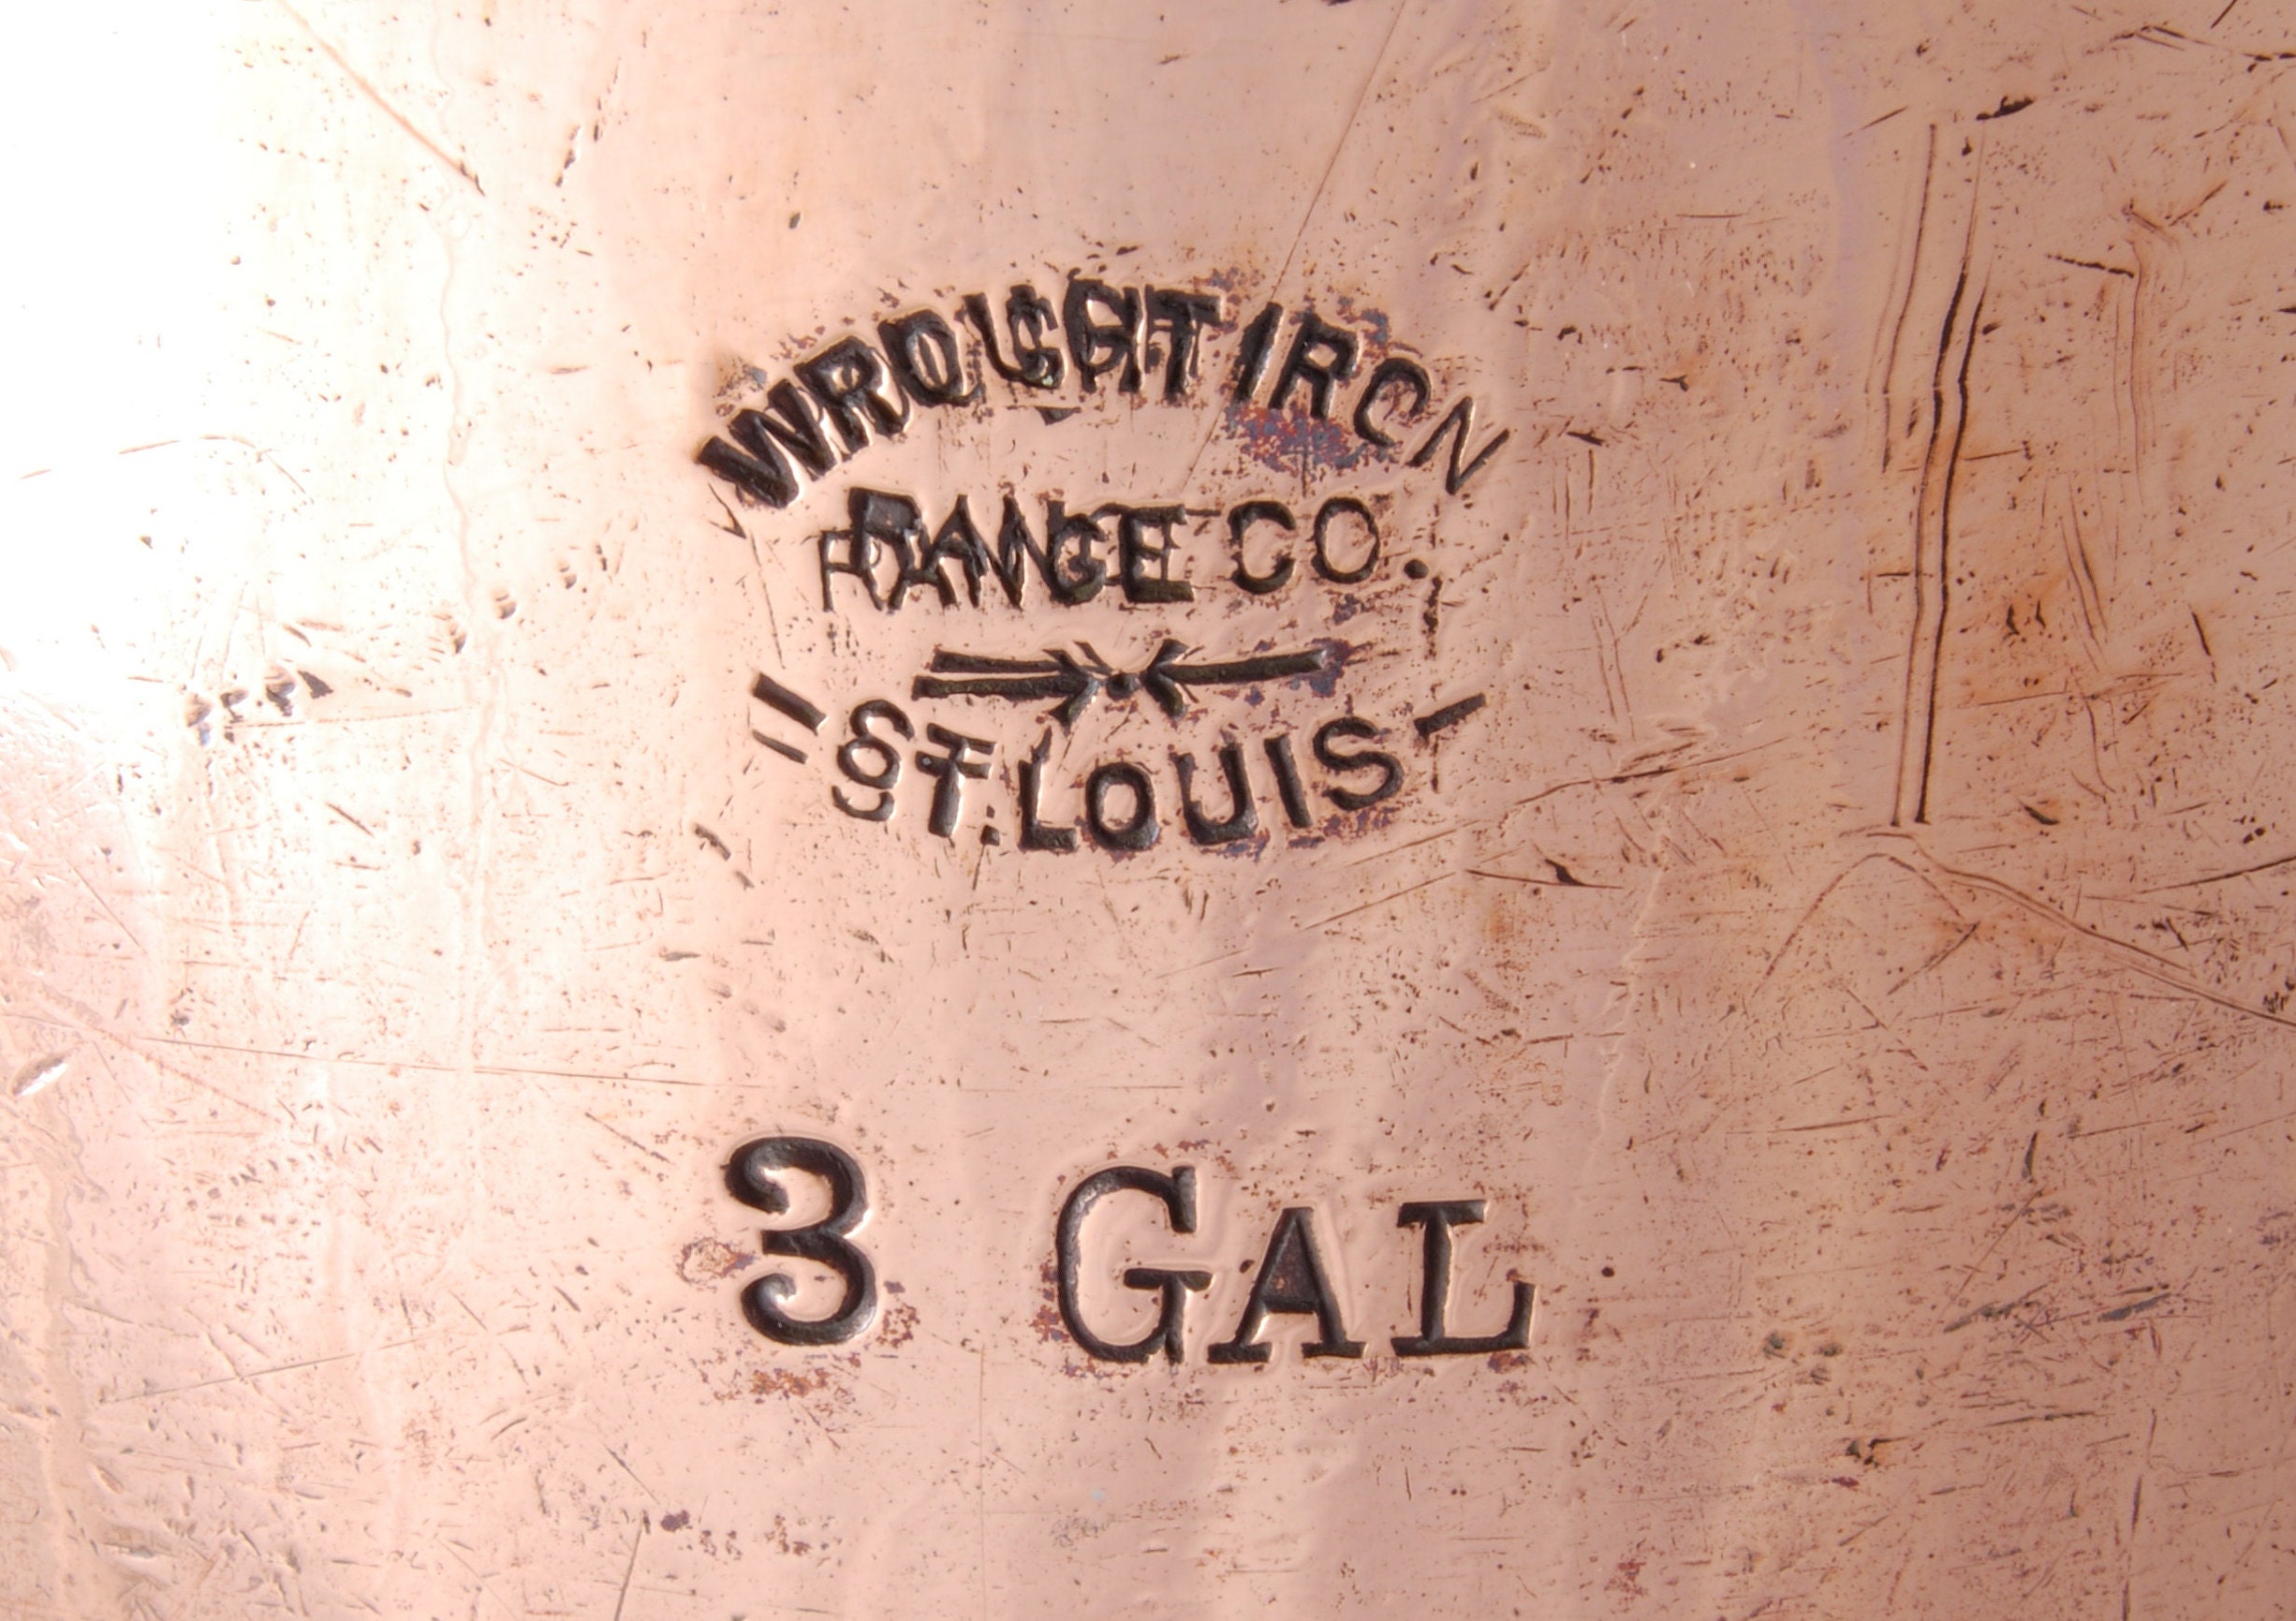 WROUGHT IRON
RANGE CO.
- ST. LOUIS -
3 GAL